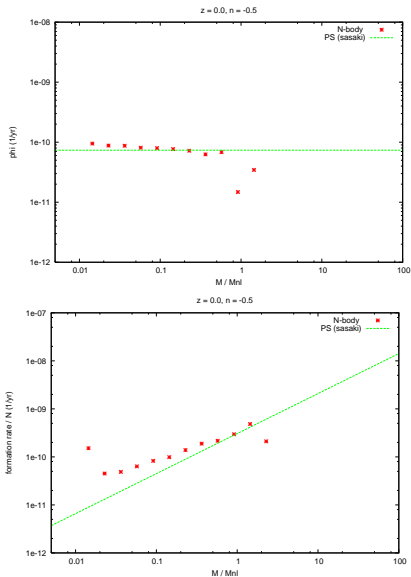 z = 0.0, n = -0.5
1e-08
N-body
PS (sasaki)
1e-09
phi (1/yr)
1e-10
1e-11
1e-12
0.01 0.1 1 10 100
M / Mnl
z = 0.0, n = -0.5
1e-07
N-body
PS (sasaki)
1e-08
formation rate / N (1/yr)
1e-09
1e-10
1e-11
1e-12
0.01 0.1 1 10 100
M / Mnl